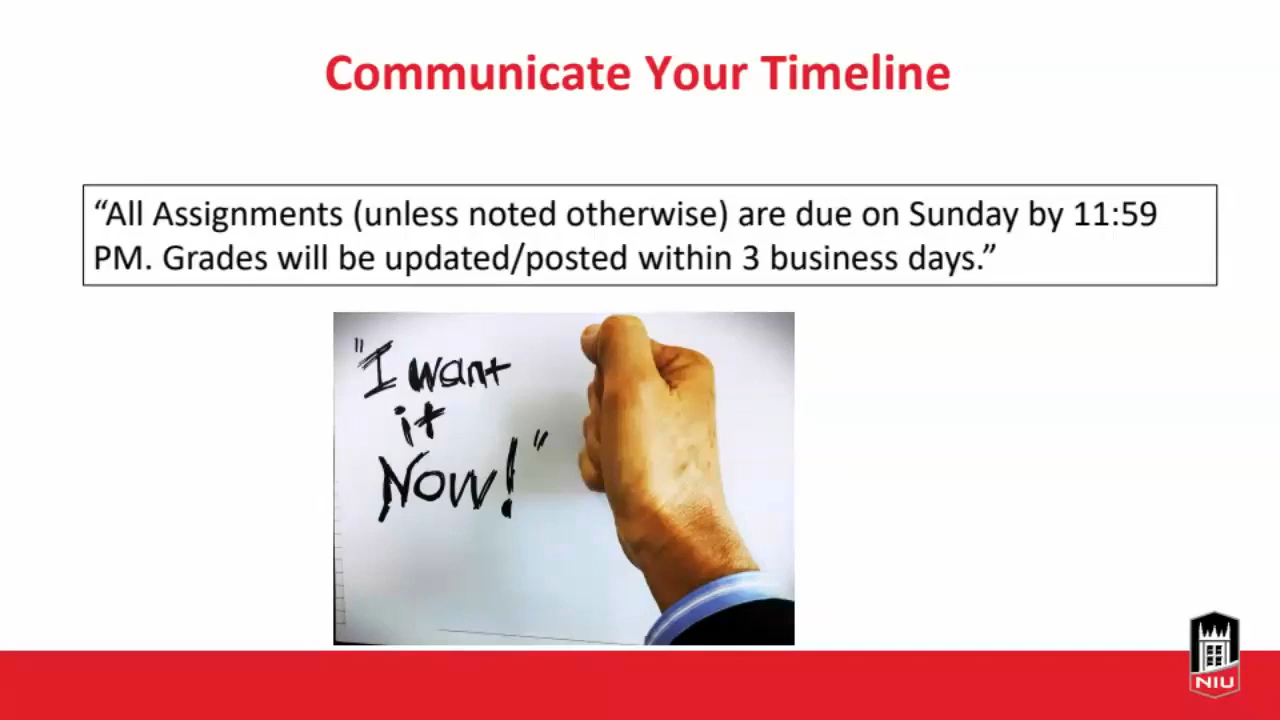 Communicate Your Timeline
“All Assignments (unless noted otherwise) are due on Sunday by 11:59
PM. Grades will be updated/posted within 3 business days.”
"I want
it
Now!"
NIU